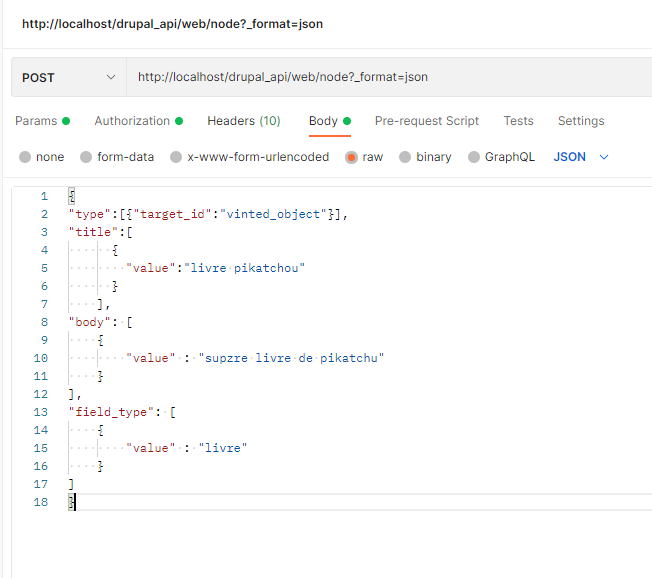 http://localhost/drupal_api/web/node?_format=json
POST http://localhost/drupal_api/web/node?_format=json
Params Authorization Headers (10) Body Pre-request Script Tests Settings
none form-data x-www-form-urlencoded raw binary GraphQL JSON
1 {
2 "type":[{"target_id":"vinted_object"}],
3 "title":[
4 {
5 "value":"livre pikatchou"
6 }
7 ],
8 "body": [
9 {
10 "value" : "supzre livre de pikatchu"
11 }
12 ],
13 "field_type": [
14 {
15 "value" : "livre"
16 }
17 ]
18 }